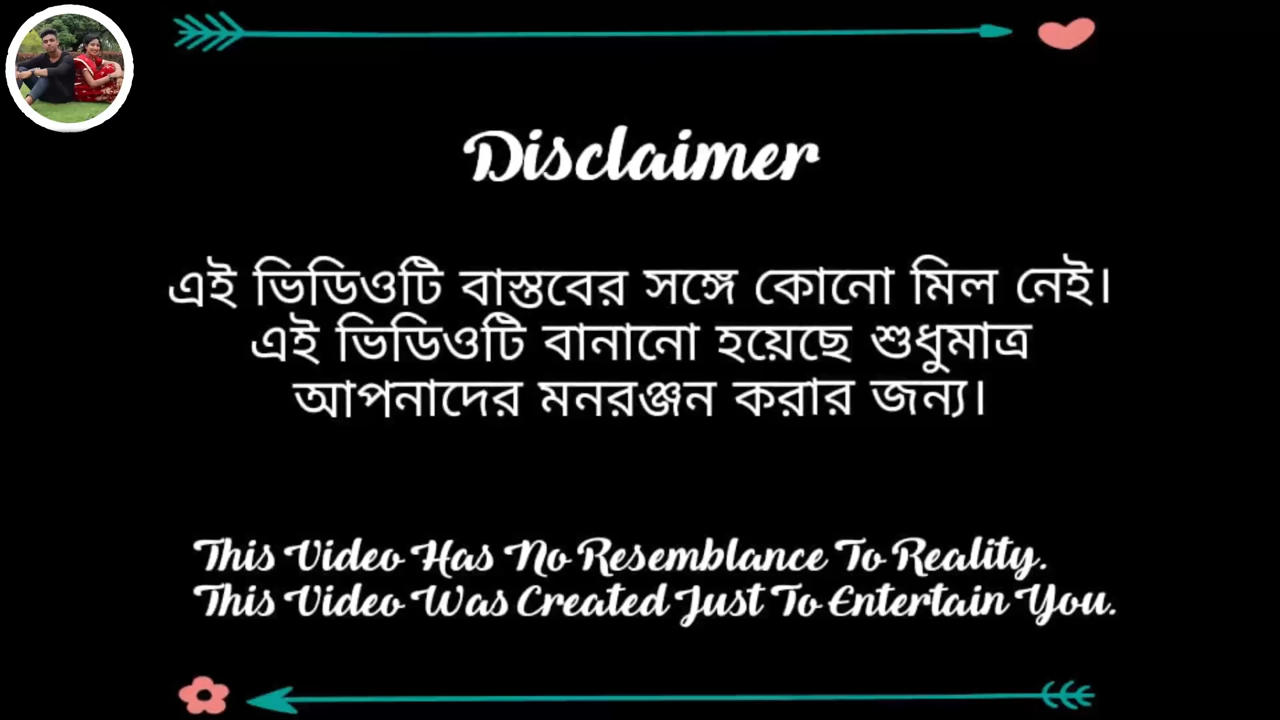 Disclaimer
এই ভিডিওটি বাস্তবের সঙ্গে কোনো মিল নেই।
এই ভিডিওটি বানানো হয়েছে শুধুমাত্র
আপনাদের মনরঞ্জন করার জন্য।
This Video Has No Resemblance To Reality.
This Video Was Created Just To Entertain You.